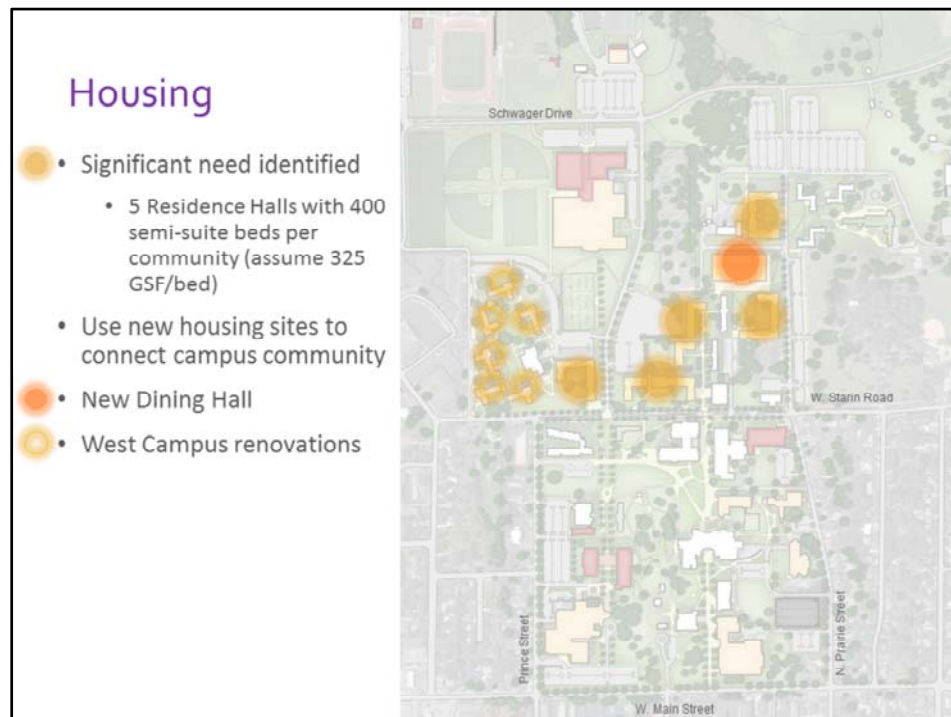 Housing
• Significant need identified
• 5 Residence Halls with 400
semi-suite beds per
community (assume 325
GSF/bed)
• Use new housing sites to
connect campus community
• New Dining Hall
• West Campus renovations
Schwager Drive
W. Stann Road
Prince Street
N. Prairie Street
W. Main Street